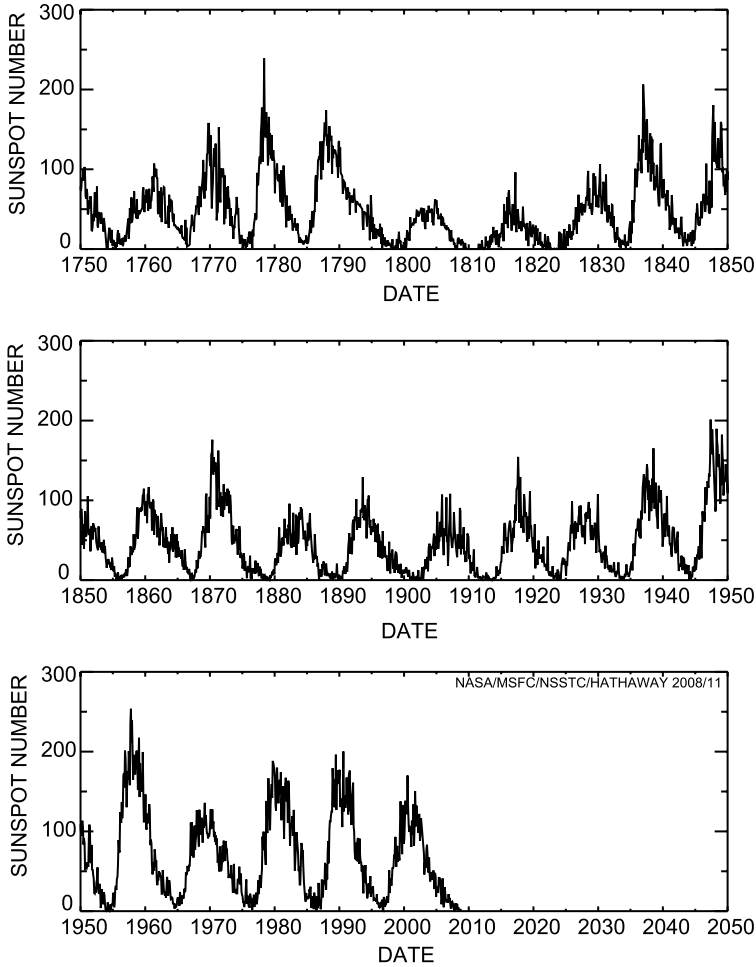 300
200
100
0
SUNSPOT NUMBER
1750 1760 1770 1780 1790 1800 1810 1820 1830 1840 1850
DATE
300
200
100
0
SUNSPOT NUMBER
1850 1860 1870 1880 1890 1900 1910 1920 1930 1940 1950
DATE
NASA/MSFC/NSSTC/HATHAWAY 2008/11
300
200
100
0
SUNSPOT NUMBER
1950 1960 1970 1980 1990 2000 2010 2020 2030 2040 2050
DATE